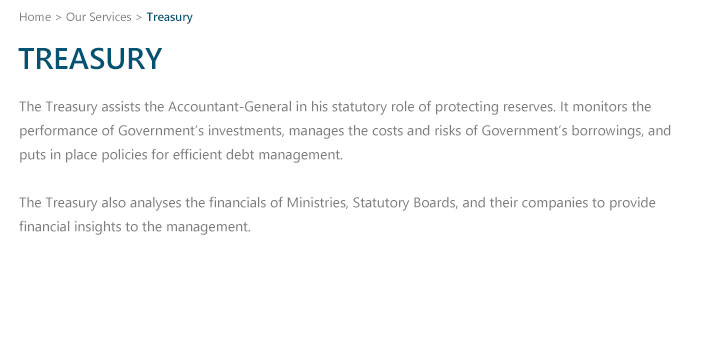 Home > Our Services > Treasury
TREASURY
The Treasury assists the Accountant-General in his statutory role of protecting reserves. It monitors the
performance of Government's investments, manages the costs and risks of Government's borrowings, and
puts in place policies for efficient debt management.
The Treasury also analyses the financials of Ministries, Statutory Boards, and their companies to provide
financial insights to the management.